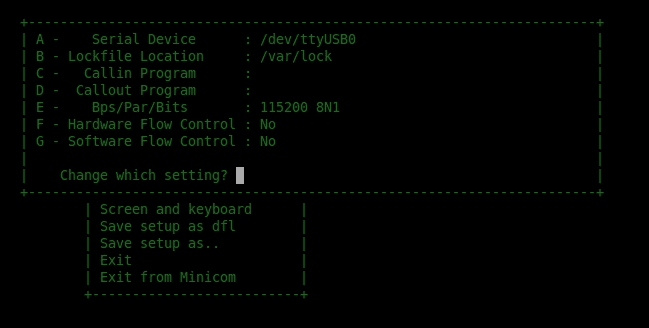 A -    Serial Device      : /dev/ttyUSB0
B - Lockfile Location     : /var/lock
C -   Callin Program      :
D -  Callout Program      :
E -    Bps/Par/Bits       : 115200 8N1
F - Hardware Flow Control : No
G - Software Flow Control : No
Change which setting?
Screen and keyboard
Save setup as dfl
Save setup as..
Exit
Exit from Minicom